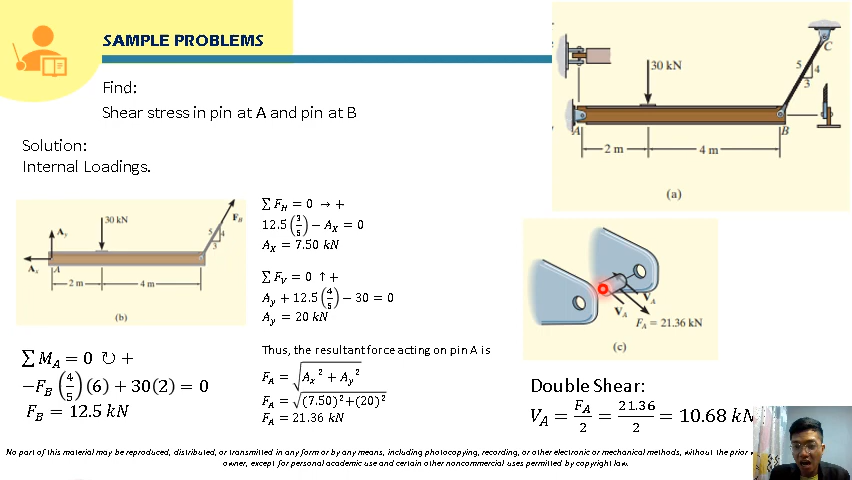 SAMPLE PROBLEMS
Find:
Shear stress in pin at A and pin at B
Solution:
Internal Loadings.
A_y
30 kN
F_B
5
4
3
A_x
A
2 m
4 m
(b)
∑ M_A = 0 ↻ +
−F_B (4/5)(6) + 30(2) = 0
F_B = 12.5 kN
∑ F_H = 0 → +
12.5 (3/5) − A_X = 0
A_X = 7.50 kN
∑ F_V = 0 ↑ +
A_y + 12.5 (4/5) − 30 = 0
A_y = 20 kN
Thus, the resultant force acting on pin A is
F_A = √(A_x² + A_y²)
F_A = √((7.50)²+(20)²)
F_A = 21.36 kN
C
30 kN
5
4
3
A
B
2 m
4 m
(a)
V_A
V_A
F_A = 21.36 kN
(c)
Double Shear:
V_A = F_A/2 = 21.36/2 = 10.68 kN
No part of this material may be reproduced, distributed, or transmitted in any form or by any means, including photocopying, recording, or other electronic or mechanical methods, without the prior
owner, except for personal academic use and certain other noncommercial uses permitted by copyright law.